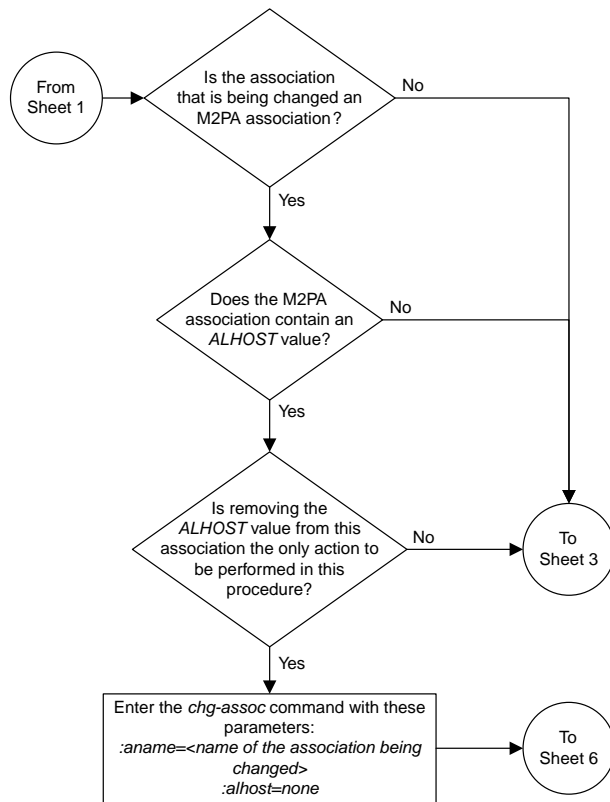 From
Sheet 1
Is the association
that is being changed an
M2PA association?
No
Yes
Does the M2PA
association contain an
ALHOST value?
No
Yes
Is removing the
ALHOST value from this
association the only action to
be performed in this
procedure?
No
To
Sheet 3
Yes
Enter the chg-assoc command with these
parameters:
:aname=<name of the association being
changed>
:alhost=none
To
Sheet 6